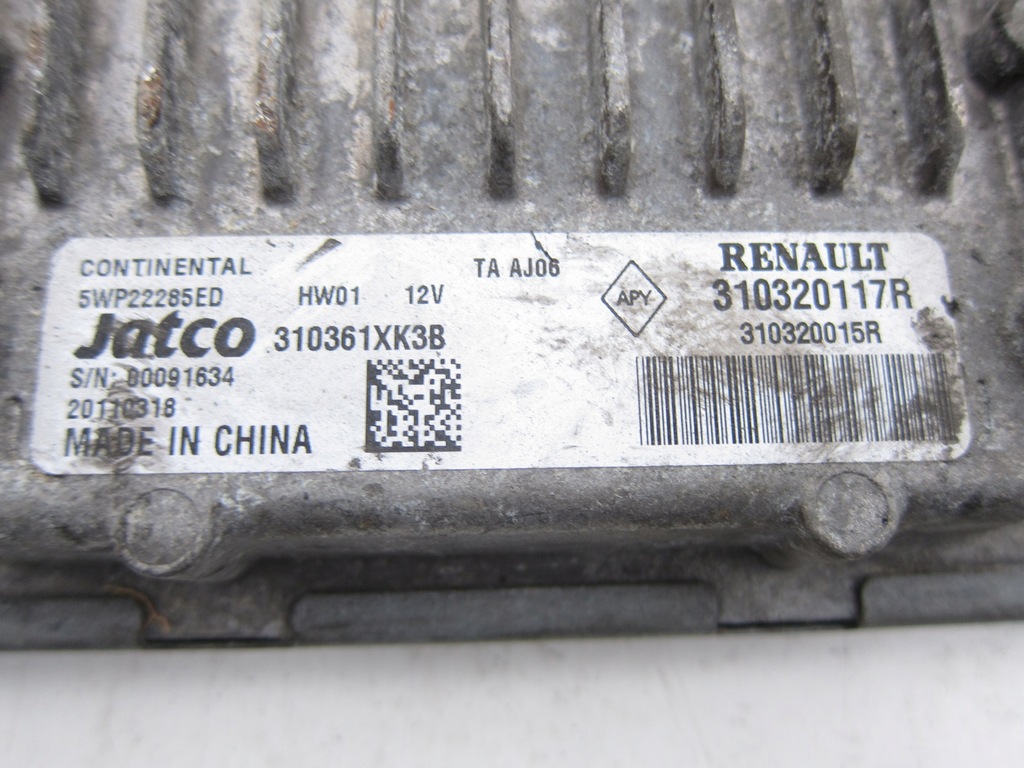 CONTINENTAL
5WP22285ED HW01 12V
TA AJ06
Jatco 310361XK3B
S/N: 00091634
20110318
MADE IN CHINA
APY
RENAULT
310320117R
310320015R